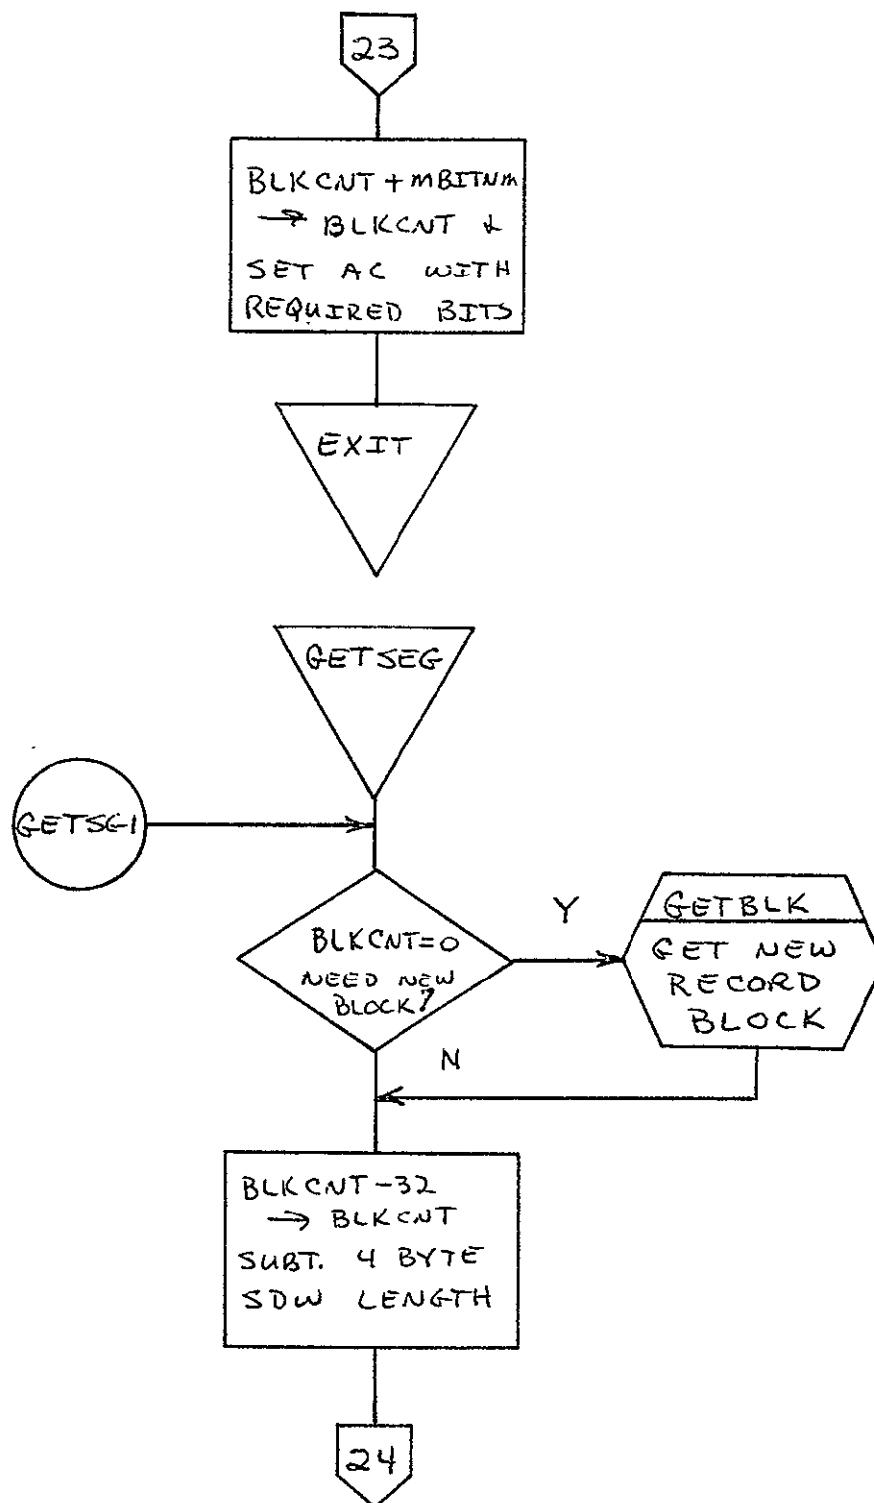 23
BLKCNT + mBITNm
→ BLKCNT &
SET AC WITH
REQUIRED BITS
EXIT
GETSEG
GETSG1
BLKCNT=0
NEED NEW
BLOCK?
Y
GETBLK
GET NEW
RECORD
BLOCK
N
BLKCNT-32
→ BLKCNT
SUBT. 4 BYTE
SDW LENGTH
24